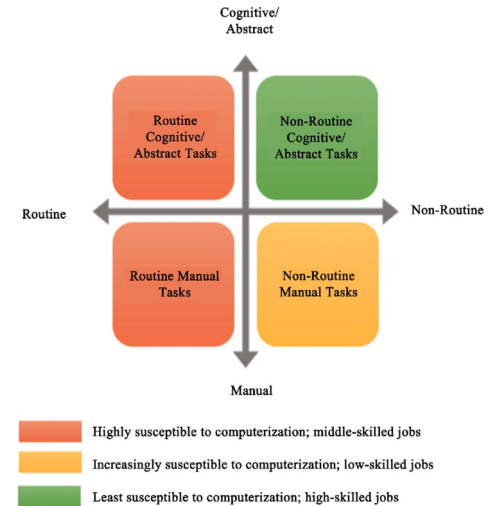 Cognitive/
Abstract
Routine
Cognitive/
Abstract Tasks
Non-Routine
Cognitive/
Abstract Tasks
Routine
Non-Routine
Routine Manual
Tasks
Non-Routine
Manual Tasks
Manual
Highly susceptible to computerization; middle-skilled jobs
Increasingly susceptible to computerization; low-skilled jobs
Least susceptible to computerization; high-skilled jobs